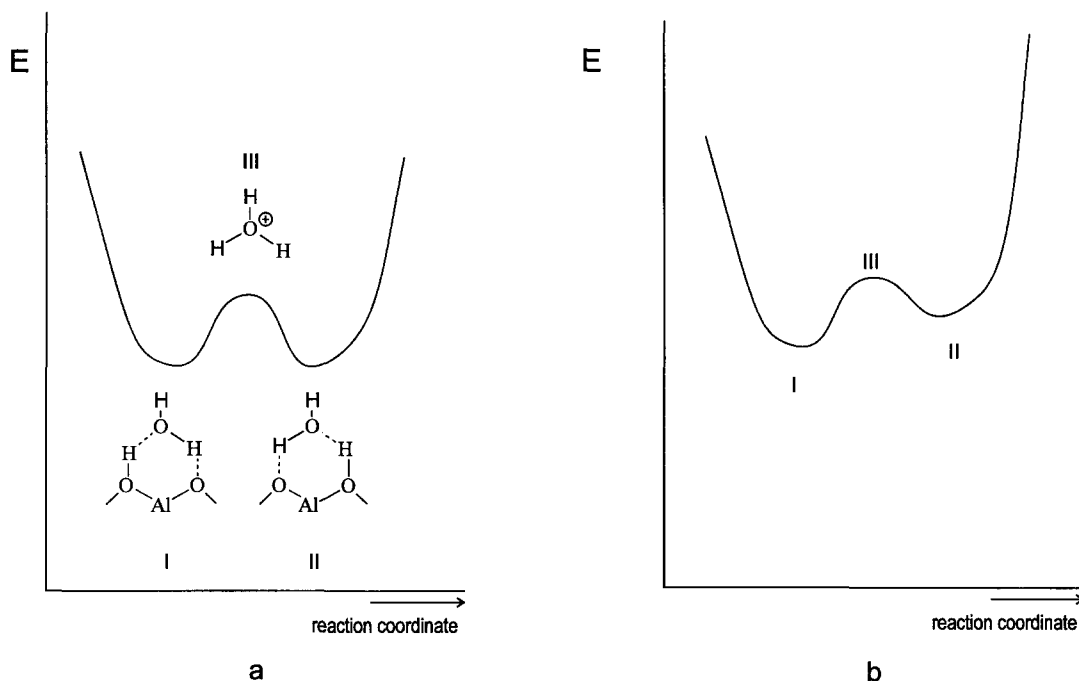 E
III
H
O ⊕
H H
H H
O O
H H H H
O O O O
Al Al
I II
reaction coordinate
a
E
III
I
II
reaction coordinate
b